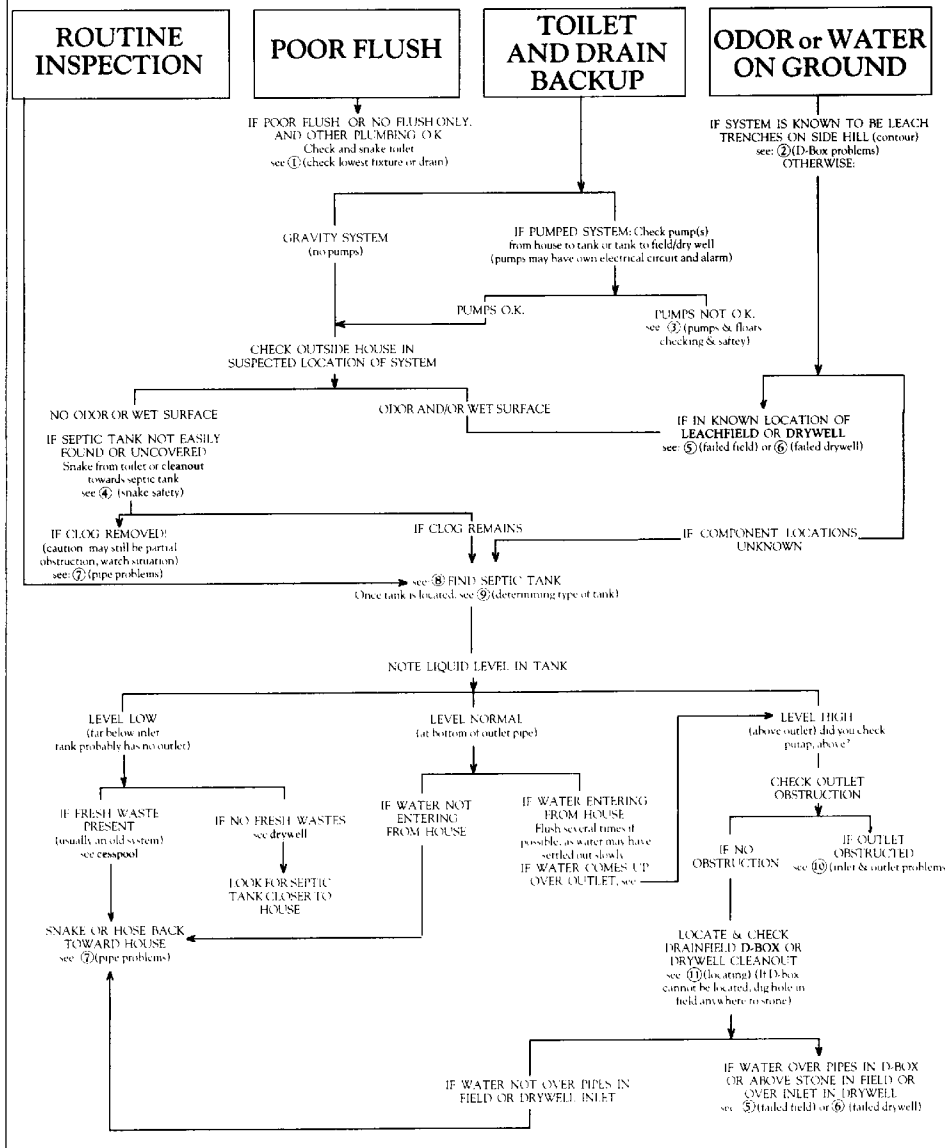 ROUTINE
INSPECTION
POOR FLUSH
TOILET
AND DRAIN
BACKUP
ODOR or WATER
ON GROUND
IF POOR FLUSH OR NO FLUSH ONLY,
AND OTHER PLUMBING O.K
Check and snake toilet
see ① (check lowest fixture or drain)
IF SYSTEM IS KNOWN TO BE LEACH
TRENCHES ON SIDE HILL (contour)
see: ② (D-Box problems)
OTHERWISE:
GRAVITY SYSTEM
(no pumps)
IF PUMPED SYSTEM: Check pump(s)
from house to tank or tank to field/dry well
(pumps may have own electrical circuit and alarm)
PUMPS O.K.
PUMPS NOT O.K.
see ③ (pumps & floats
checking & saftey)
CHECK OUTSIDE HOUSE IN
SUSPECTED LOCATION OF SYSTEM
NO ODOR OR WET SURFACE
ODOR AND/OR WET SURFACE
IF SEPTIC TANK NOT EASILY
FOUND OR UNCOVERED
Snake from toilet or cleanout
towards septic tank
see ④ (snake safety)
IF IN KNOWN LOCATION OF
LEACHFIELD OR DRYWELL
see: ⑤ (failed field) or ⑥ (failed drywell)
IF CLOG REMOVED!
(caution may still be partial
obstruction, watch situation)
see: ⑦ (pipe problems)
IF CLOG REMAINS
IF COMPONENT LOCATIONS
UNKNOWN
see ⑧ FIND SEPTIC TANK
Once tank is located, see ⑨ (determining type of tank)
NOTE LIQUID LEVEL IN TANK
LEVEL LOW
(far below inlet
tank probably has no outlet)
LEVEL NORMAL
(at bottom of outlet pipe)
LEVEL HIGH
(above outlet) did you check
pump, above?
CHECK OUTLET
OBSTRUCTION
IF FRESH WASTE
PRESENT
(usually an old system)
see cesspool
IF NO FRESH WASTES
see drywell
LOOK FOR SEPTIC
TANK CLOSER TO
HOUSE
IF WATER NOT
ENTERING
FROM HOUSE
IF WATER ENTERING
FROM HOUSE
Flush several times if
possible, as water may have
settled out slowly
IF WATER COMES UP
OVER OUTLET, see
IF NO
OBSTRUCTION
IF OUTLET
OBSTRUCTED
see ⑩ (inlet & outlet problems
SNAKE OR HOSE BACK
TOWARD HOUSE
see ⑦ (pipe problems)
LOCATE & CHECK
DRAINFIELD D-BOX OR
DRYWELL CLEANOUT
see ⑪ (locating) (If D-box
cannot be located, dig hole in
field anywhere to stone)
IF WATER NOT OVER PIPES IN
FIELD OR DRYWELL INLET
IF WATER OVER PIPES IN D-BOX
OR ABOVE STONE IN FIELD OR
OVER INLET IN DRYWELL
see ⑤ (failed field) or ⑥ (failed drywell)